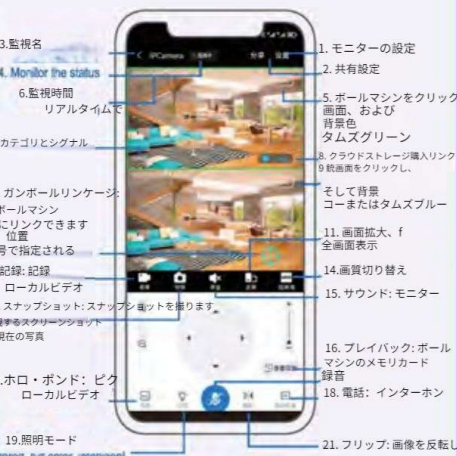 3.監視名
4. Monitor the status
6.監視時間
リアルタイムで
カテゴリとシグナル
ガンボールリンケージ:
ボールマシン
にリンクできます
位置
号で指定される
記録: 記録
ローカルビデオ
スナップショット: スナップショットを撮ります
するスクリーンショット
現在の写真
.ホロ・ポンド: ピク
ローカルビデオ
19.照明モード
IPCamera
分享
1. モニターの設定
2. 共有設定
5. ボールマシンをクリック
画面、および
背景色
タムズグリーン
8. クラウドストレージ購入リンク
9 銃画面をクリックし、
そして背景
コーまたはタムズブルー
11. 画面拡大、f
全画面表示
14.画質切り替え
15. サウンド: モニター
16. プレイバック: ボール
マシンのメモリカード
録音
18. 電話: インターホン
21. フリップ: 画像を反転し